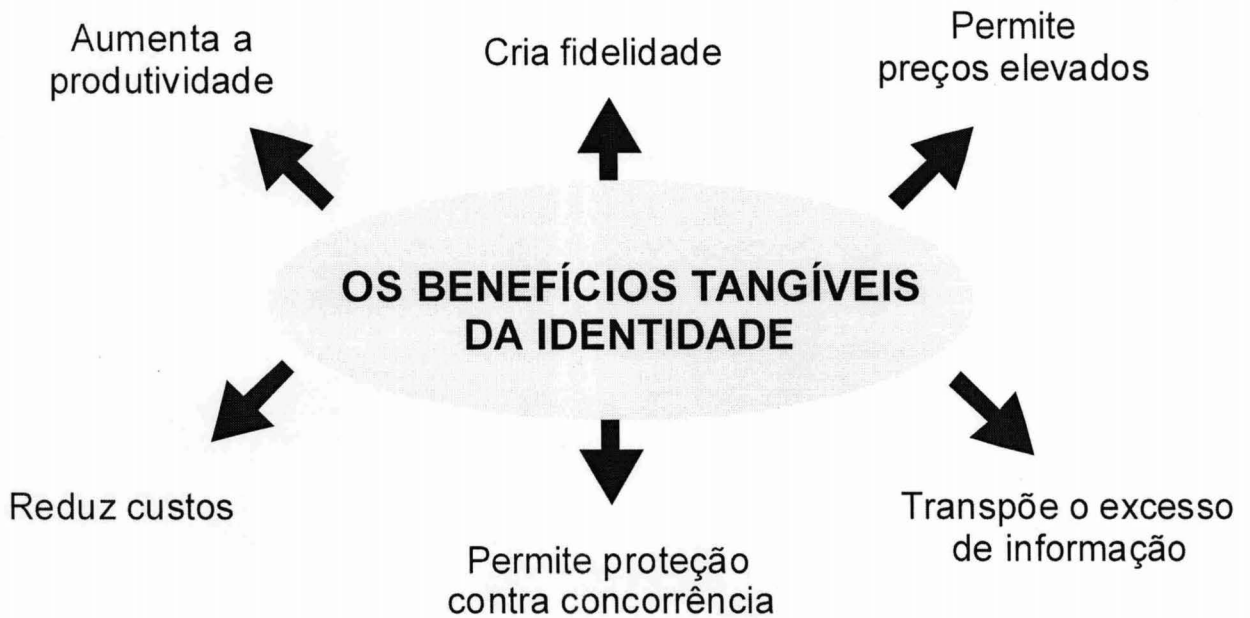 Aumenta a
produtividade
Cria fidelidade
Permite
preços elevados
OS BENEFÍCIOS TANGÍVEIS
DA IDENTIDADE
Reduz custos
Permite proteção
contra concorrência
Transpõe o excesso
de informação